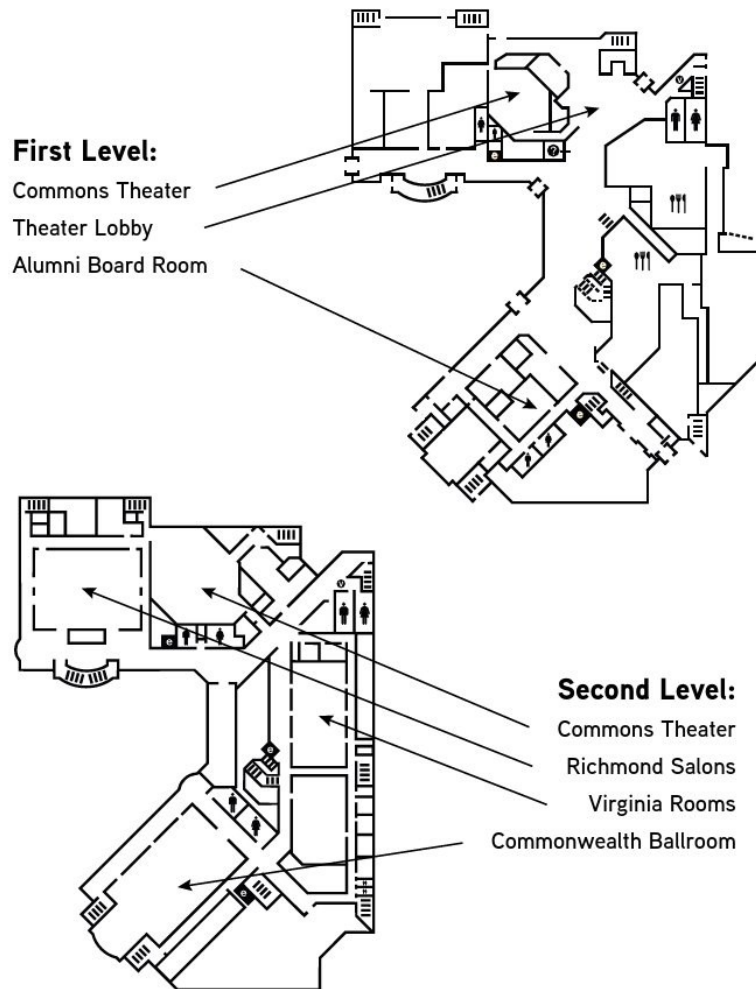 First Level:
Commons Theater
Theater Lobby
Alumni Board Room
Second Level:
Commons Theater
Richmond Salons
Virginia Rooms
Commonwealth Ballroom